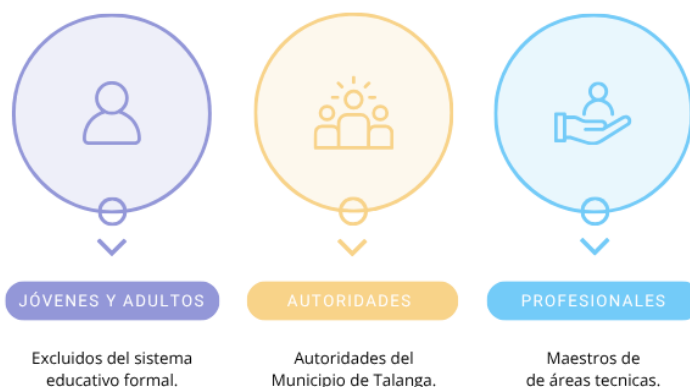 JÓVENES Y ADULTOS
AUTORIDADES
PROFESIONALES
Excluidos del sistema
educativo formal.
Autoridades del
Municipio de Talanga.
Maestros de
de áreas tecnicas.